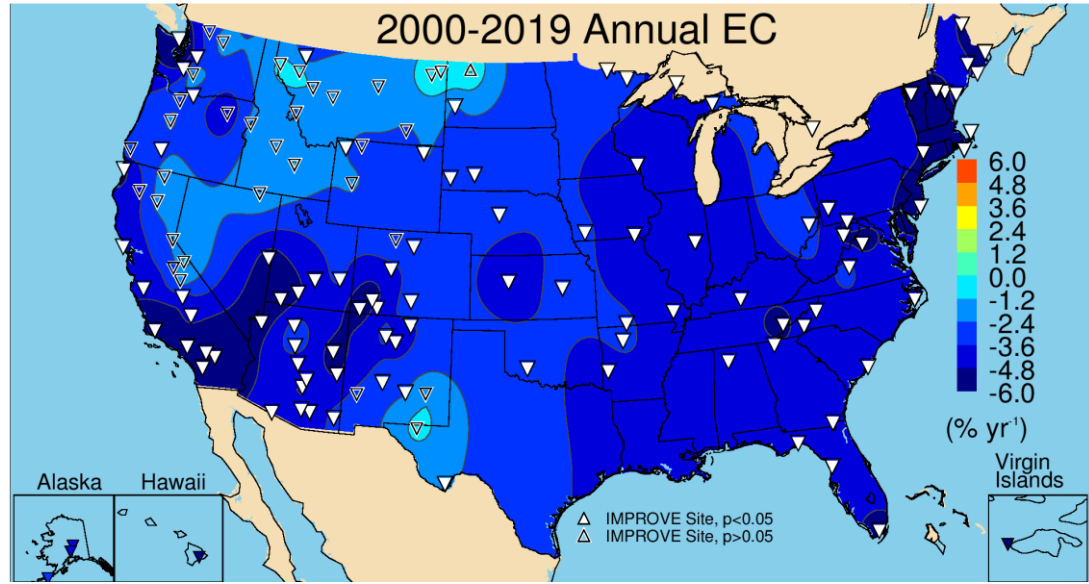 2000-2019 Annual EC
6.0
4.8
3.6
2.4
1.2
0.0
-1.2
-2.4
-3.6
-4.8
-6.0
(% yr⁻¹)
Alaska
Hawaii
Virgin
Islands
IMPROVE Site, p<0.05
IMPROVE Site, p>0.05